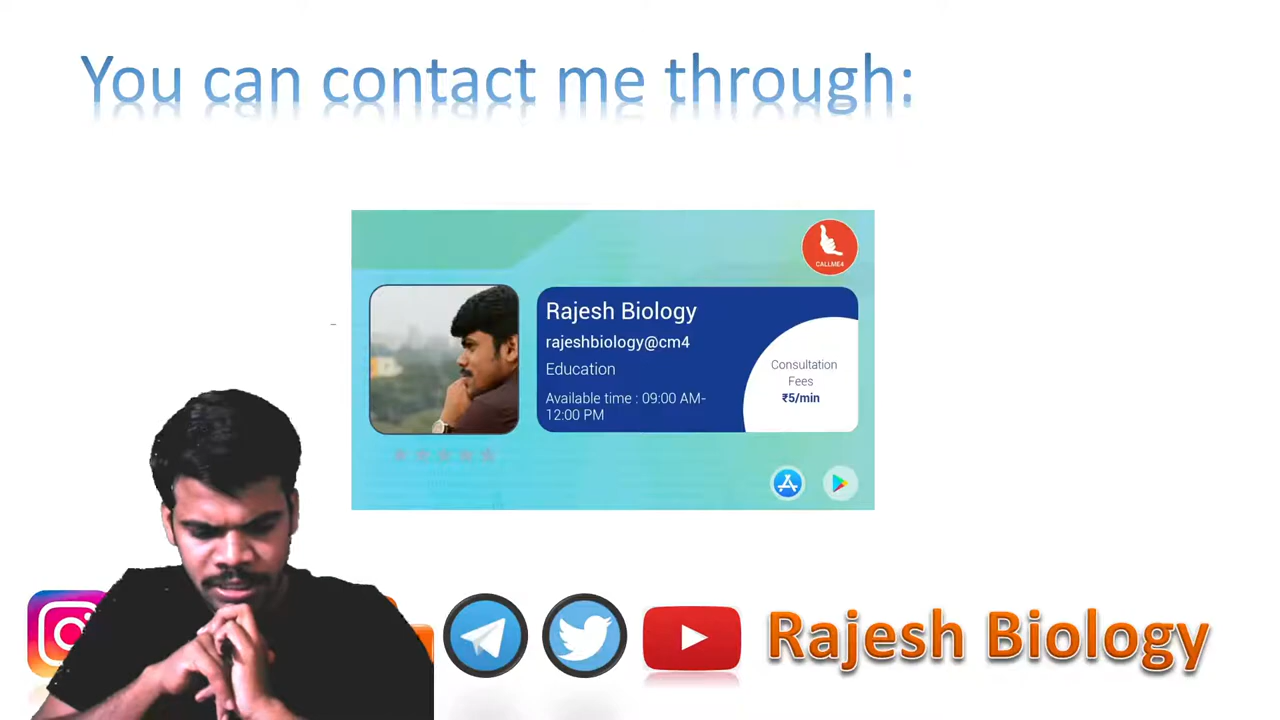 You can contact me through:
CALLME4
Rajesh Biology
rajeshbiology@cm4
Education
Available time : 09:00 AM-
12:00 PM
Consultation
Fees
₹5/min
Rajesh Biology